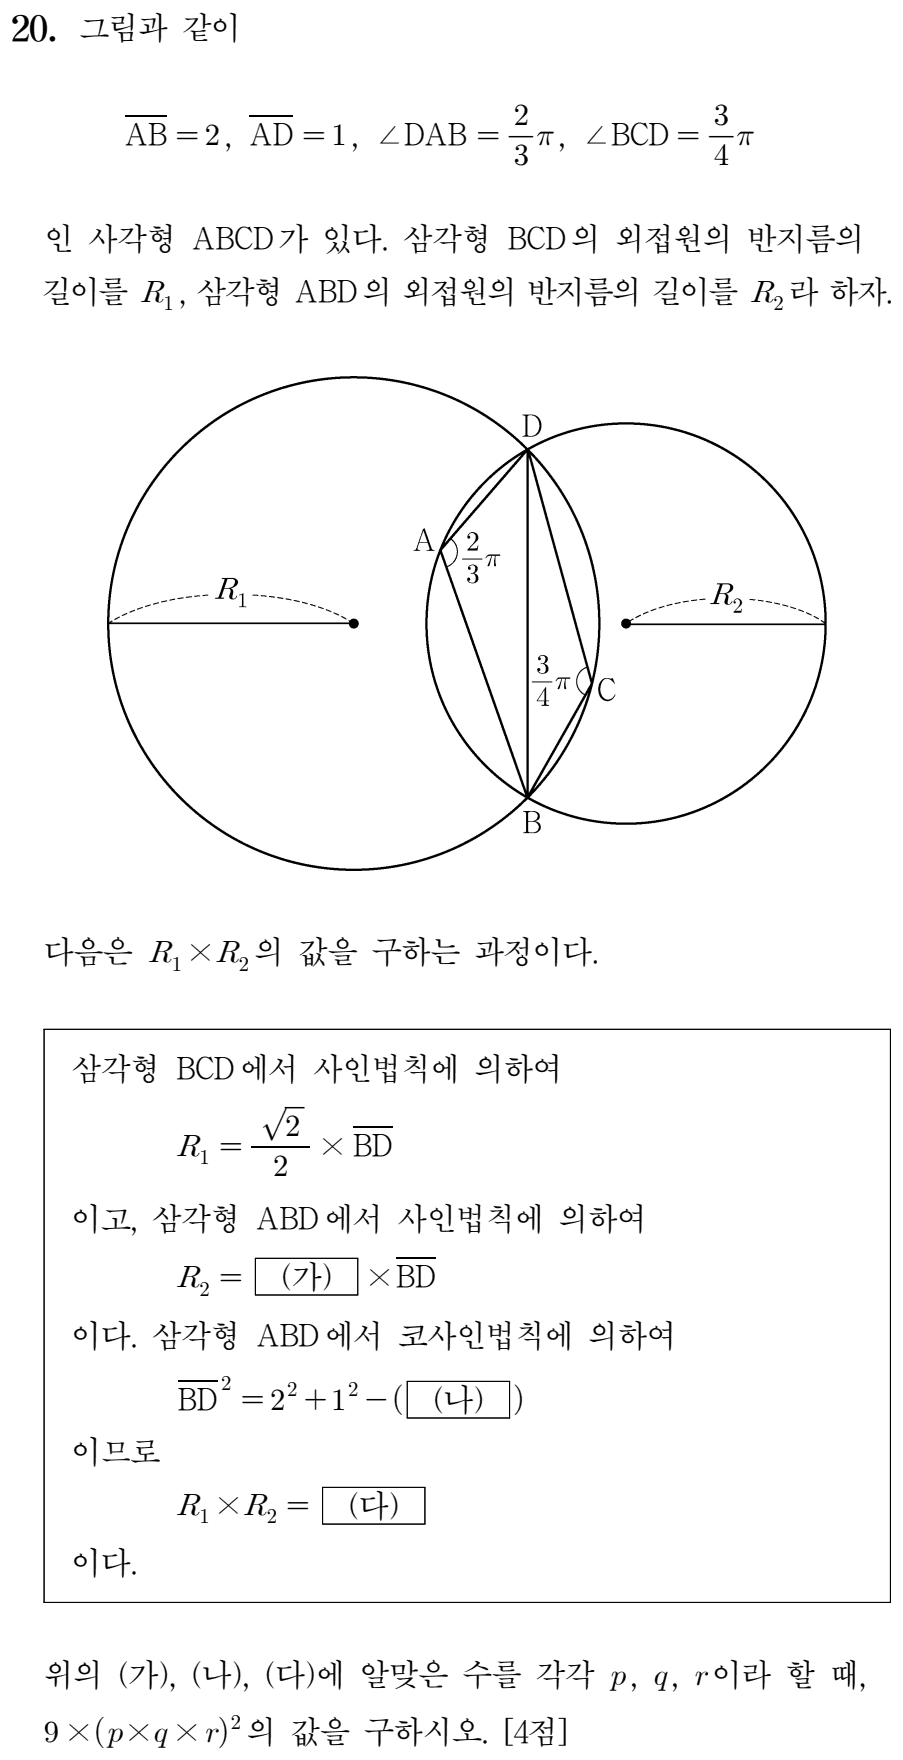 20. 그림과 같이
AB̅ = 2, AD̅ = 1, ∠DAB = 2/3 π, ∠BCD = 3/4 π
인 사각형 ABCD가 있다. 삼각형 BCD의 외접원의 반지름의
길이를 R₁, 삼각형 ABD의 외접원의 반지름의 길이를 R₂라 하자.
D
A
2/3 π
R₁
R₂
3/4 π
C
B
다음은 R₁×R₂의 값을 구하는 과정이다.
삼각형 BCD에서 사인법칙에 의하여
R₁ = √2/2 × BD̅
이고, 삼각형 ABD에서 사인법칙에 의하여
R₂ = (가) × BD̅
이다. 삼각형 ABD에서 코사인법칙에 의하여
BD̅² = 2² + 1² − ( (나) )
이므로
R₁×R₂ = (다)
이다.
위의 (가), (나), (다)에 알맞은 수를 각각 p, q, r이라 할 때,
9×(p×q×r)²의 값을 구하시오. [4점]